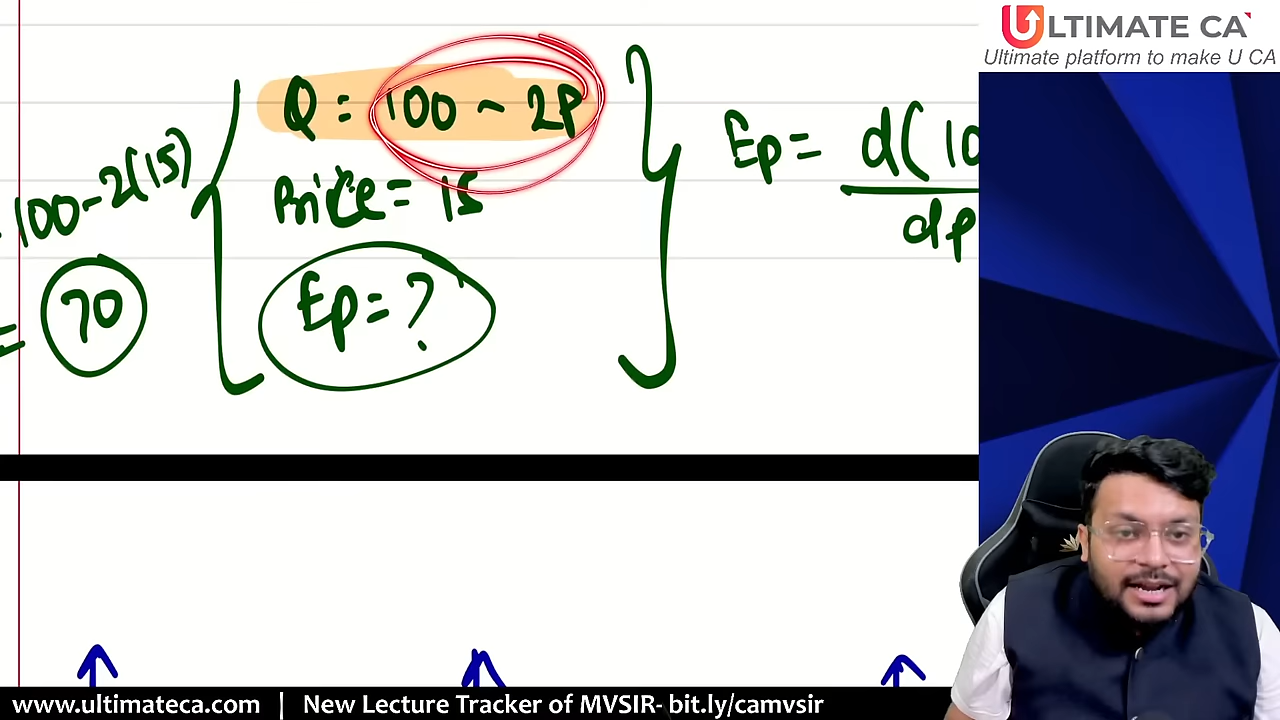 ULTIMATE CA
Ultimate platform to make U CA
Q = 100 - 2P
Price = 15
Ep = ?
100-2(15)
= 70
Ep = d(10
dp
www.ultimateca.com | New Lecture Tracker of MVSIR- bit.ly/camvsir